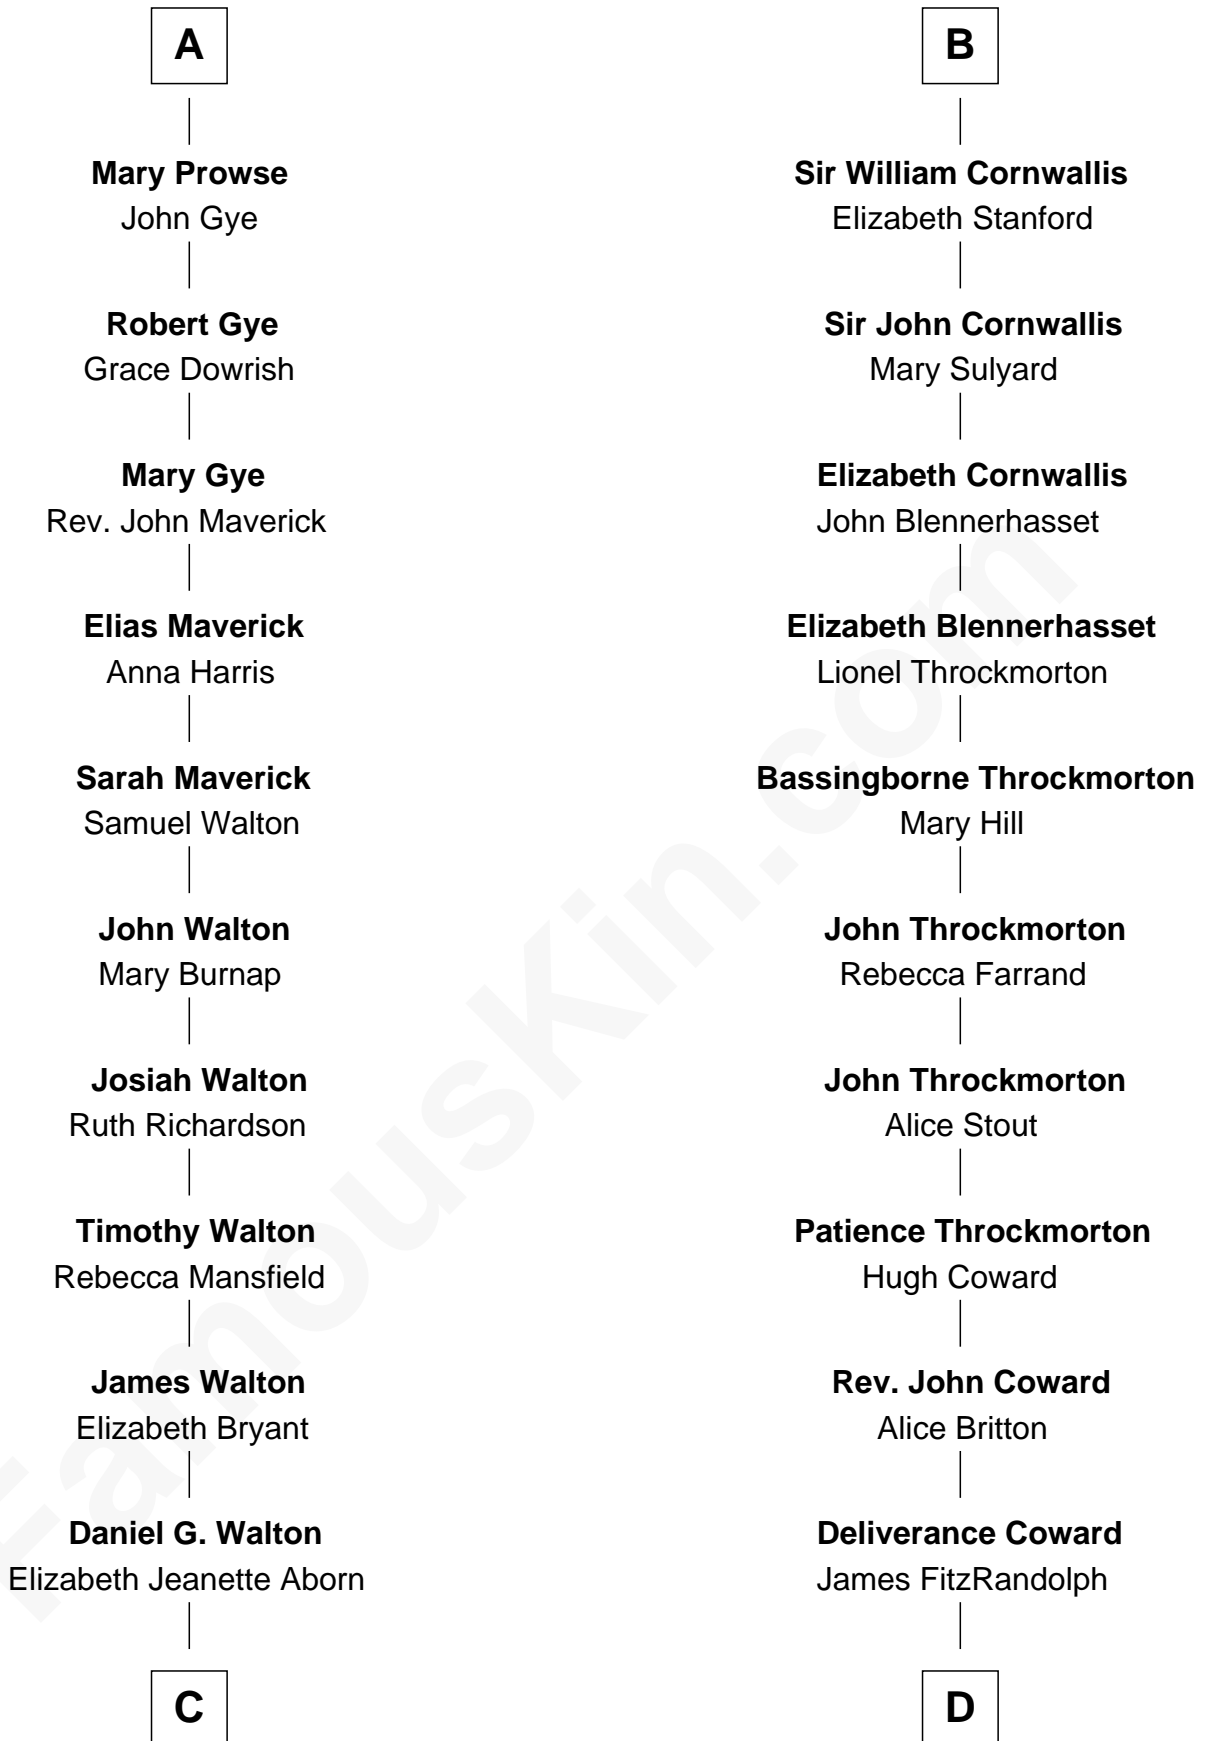 A
Mary Prowse
John Gye
Robert Gye
Grace Dowrish
Mary Gye
Rev. John Maverick
Elias Maverick
Anna Harris
Sarah Maverick
Samuel Walton
John Walton
Mary Burnap
Josiah Walton
Ruth Richardson
Timothy Walton
Rebecca Mansfield
James Walton
Elizabeth Bryant
Daniel G. Walton
Elizabeth Jeanette Aborn
C
B
Sir William Cornwallis
Elizabeth Stanford
Sir John Cornwallis
Mary Sulyard
Elizabeth Cornwallis
John Blennerhasset
Elizabeth Blennerhasset
Lionel Throckmorton
Bassingborne Throckmorton
Mary Hill
John Throckmorton
Rebecca Farrand
John Throckmorton
Alice Stout
Patience Throckmorton
Hugh Coward
Rev. John Coward
Alice Britton
Deliverance Coward
James FitzRandolph
D
FamousKin.com